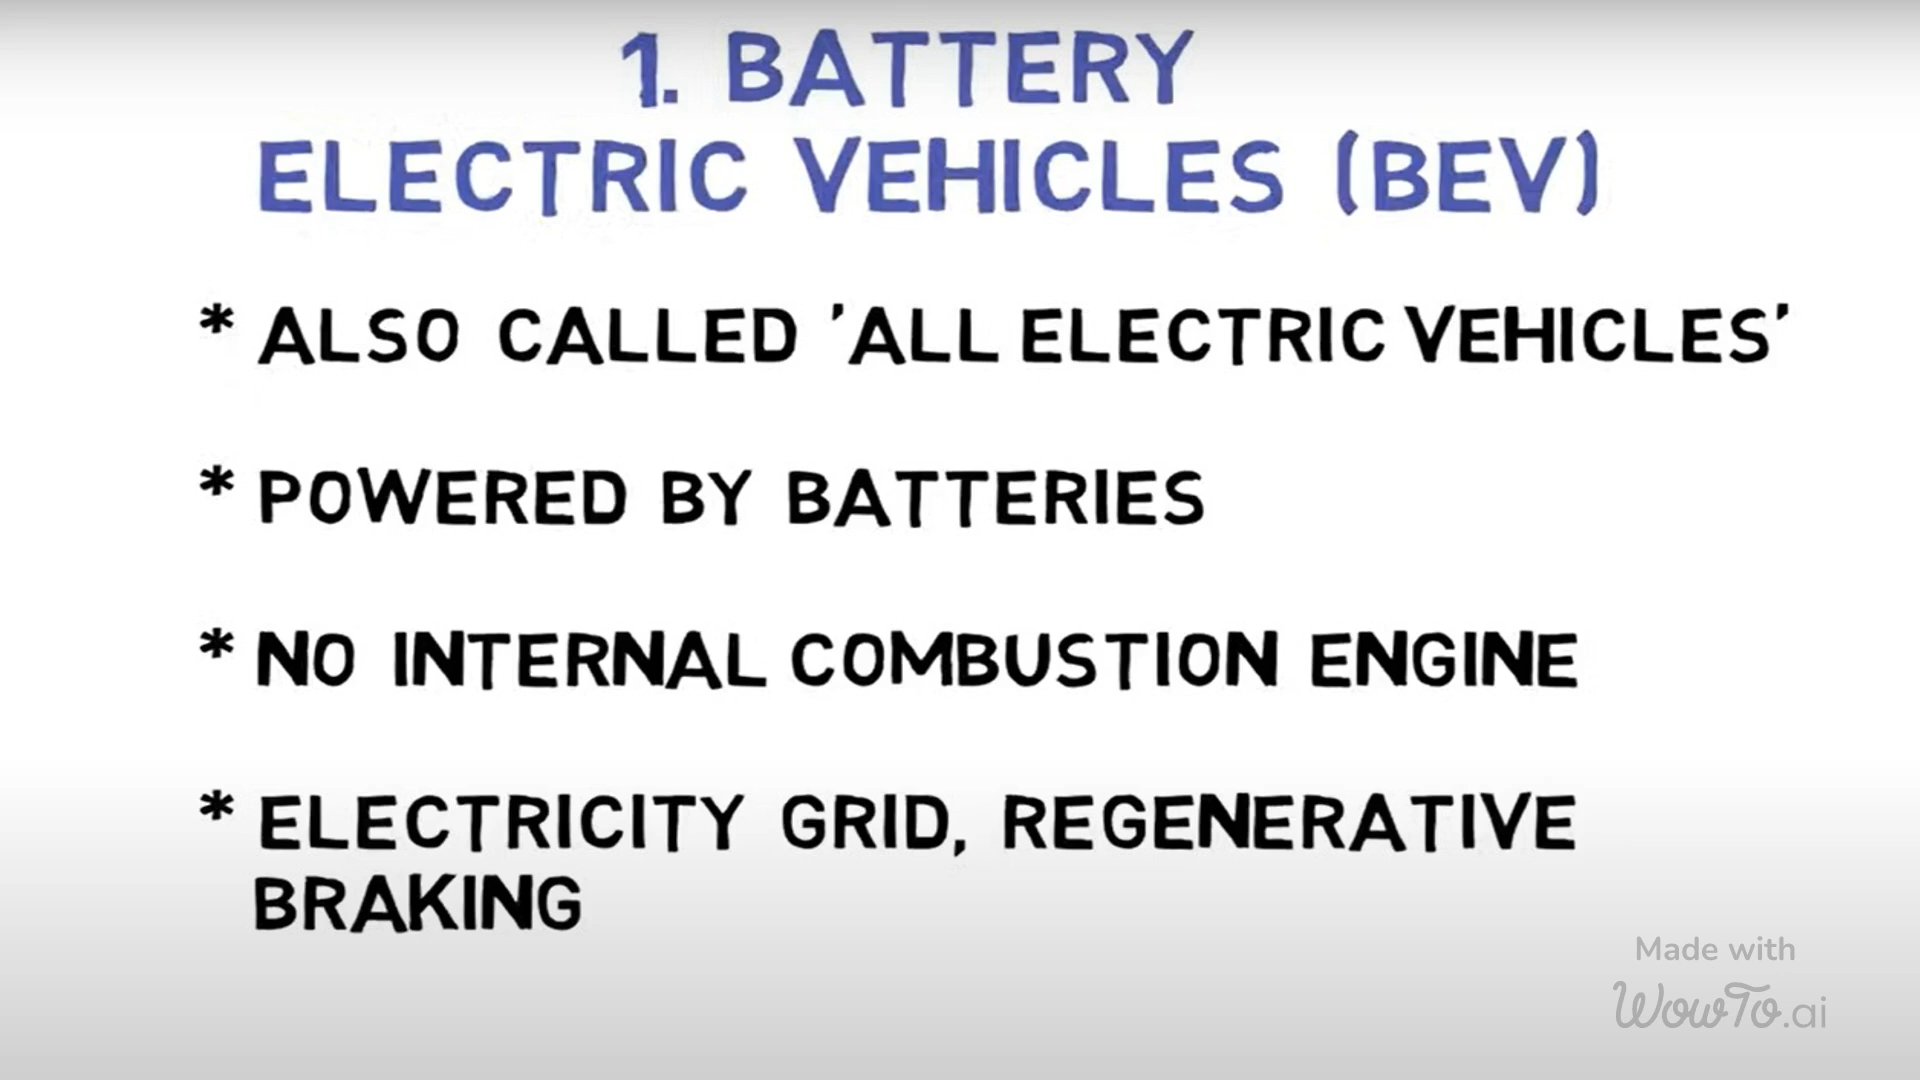 1. BATTERY
ELECTRIC VEHICLES (BEV)
* ALSO CALLED 'ALL ELECTRIC VEHICLES'
* POWERED BY BATTERIES
* NO INTERNAL COMBUSTION ENGINE
* ELECTRICITY GRID, REGENERATIVE
BRAKING
Made with
WowTo.ai